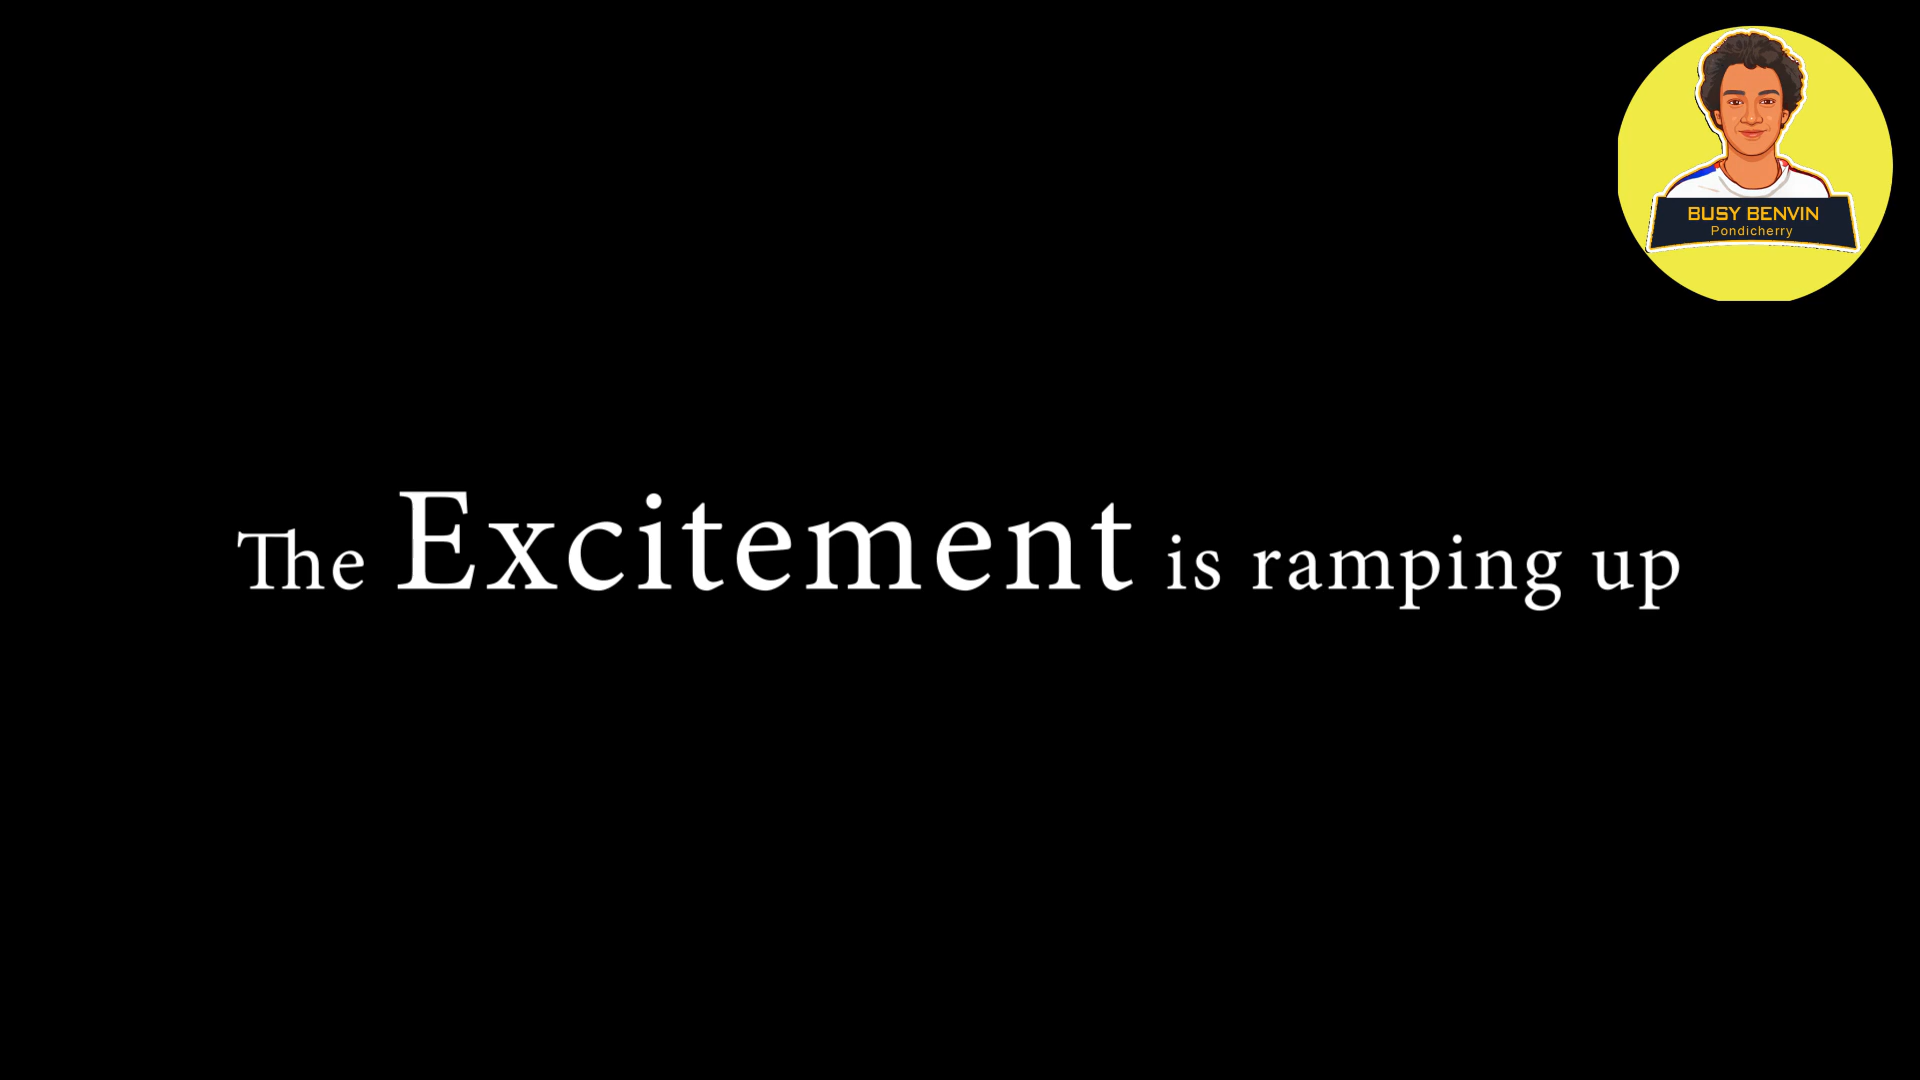 BUSY BENVIN
Pondicherry
The Excitement is ramping up